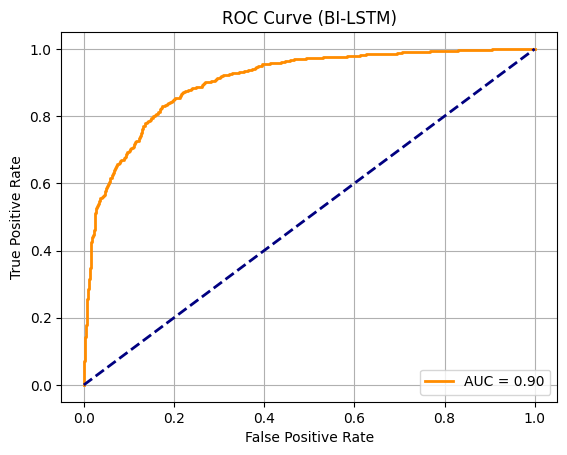 ROC Curve (BI-LSTM)
True Positive Rate
1.0
0.8
0.6
0.4
0.2
0.0
AUC = 0.90
0.0 0.2 0.4 0.6 0.8 1.0
False Positive Rate